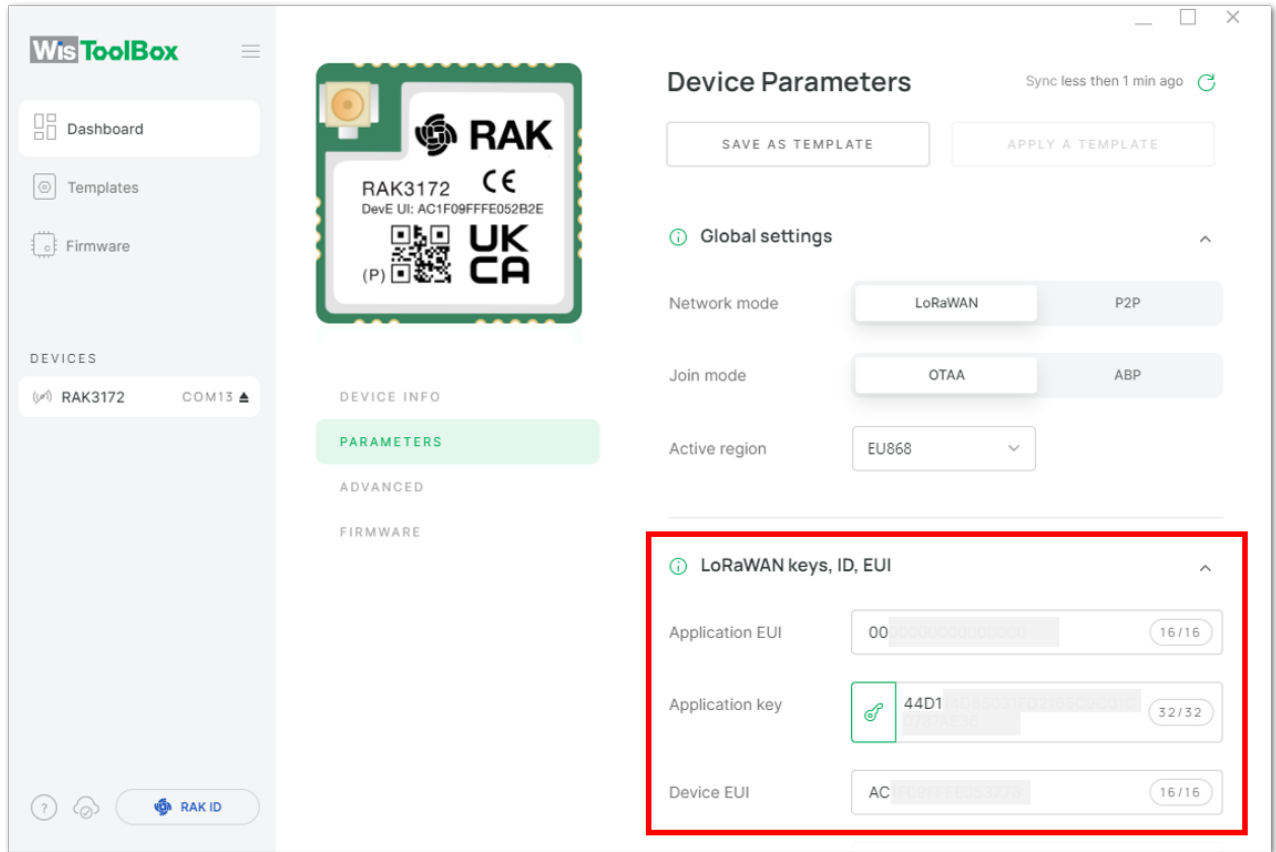 WisToolBox
Dashboard
Templates
Firmware
DEVICES
RAK3172 COM13
RAK ID
RAK
RAK3172 CE
DevE UI: AC1F09FFFE052B2E
UK
CA
(P)
DEVICE INFO
PARAMETERS
ADVANCED
FIRMWARE
Device Parameters
Sync less then 1 min ago
SAVE AS TEMPLATE
APPLY A TEMPLATE
Global settings
Network mode LoRaWAN P2P
Join mode OTAA ABP
Active region EU868
LoRaWAN keys, ID, EUI
Application EUI 00 16/16
Application key 44D1 32/32
Device EUI AC 16/16